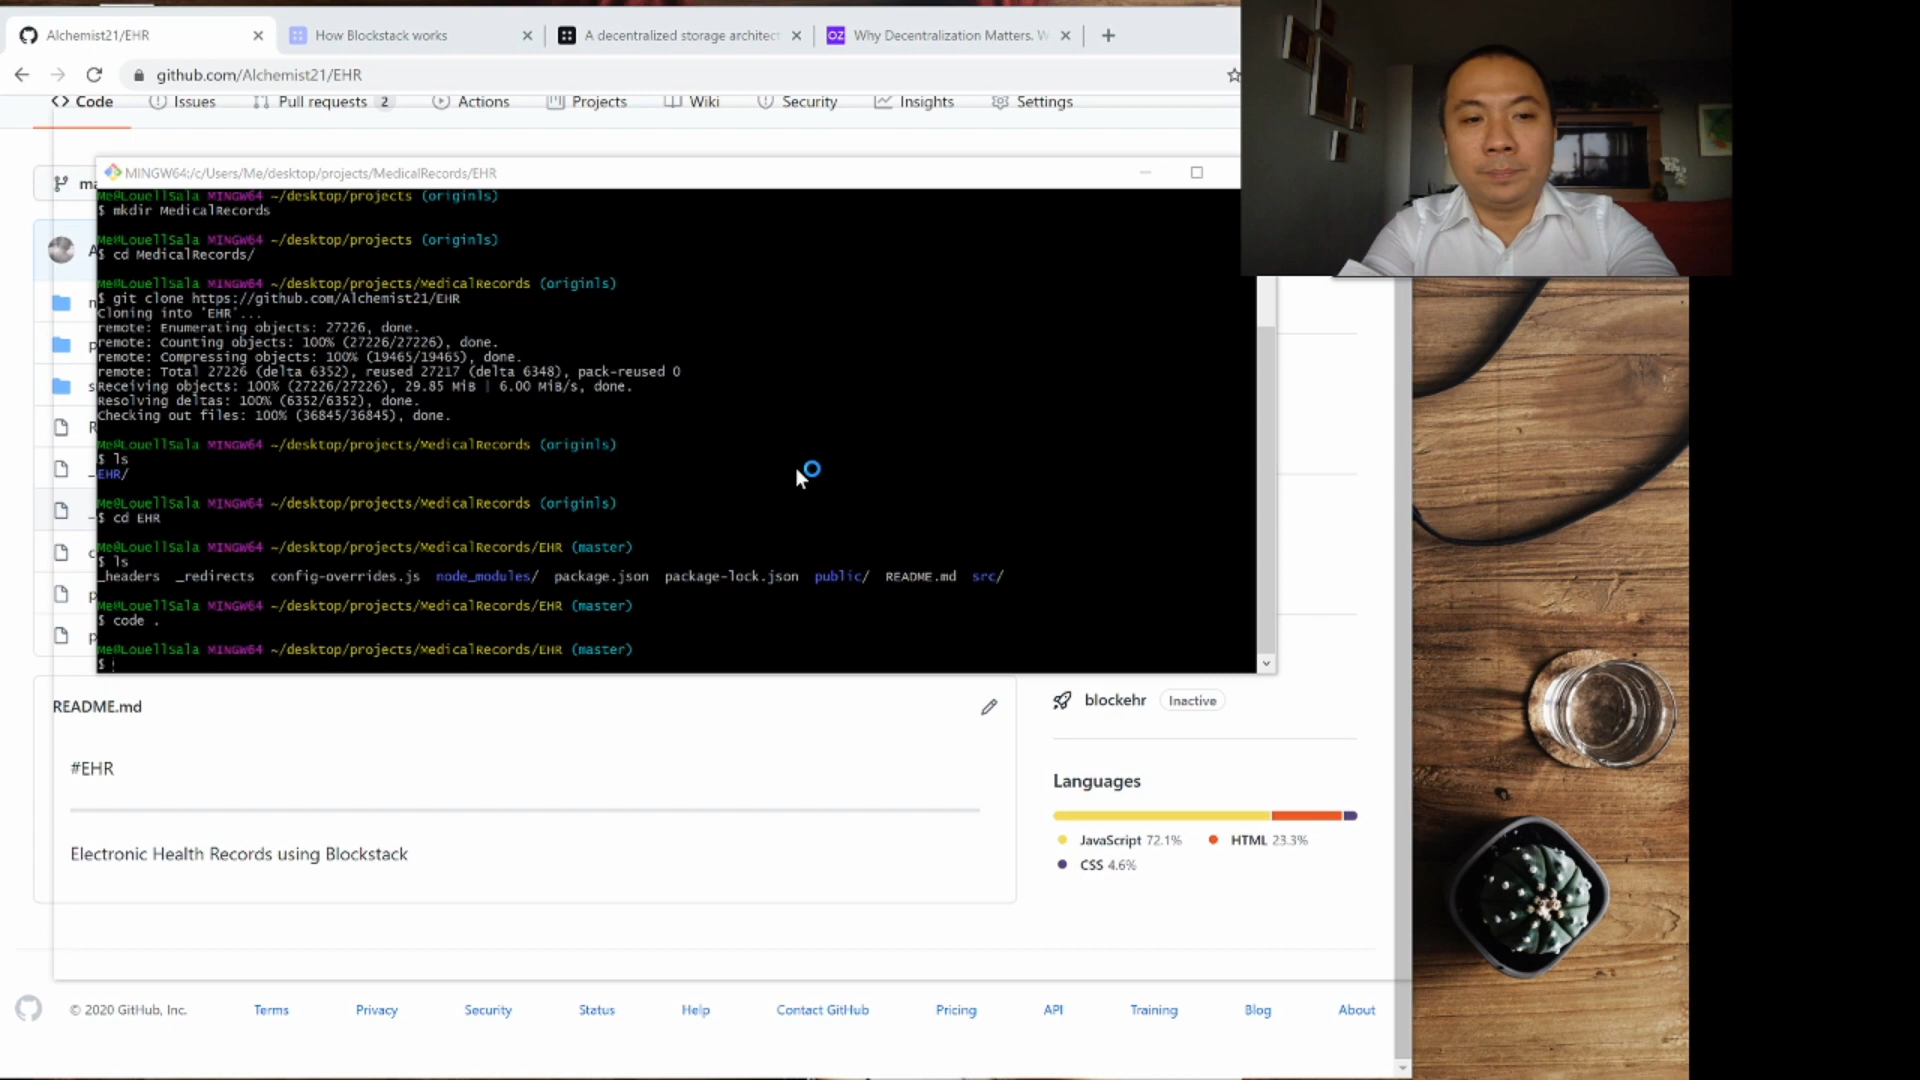 Alchemist21/EHR
How Blockstack works
A decentralized storage architect
Why Decentralization Matters. W
github.com/Alchemist21/EHR
Code
Issues
Pull requests 2
Actions
Projects
Wiki
Security
Insights
Settings
MINGW64:/c/Users/Me/desktop/projects/MedicalRecords/EHR
Me@LouellSala MINGW64 ~/desktop/projects (originls)
$ mkdir MedicalRecords
Me@LouellSala MINGW64 ~/desktop/projects (originls)
$ cd MedicalRecords/
Me@LouellSala MINGW64 ~/desktop/projects/MedicalRecords (originls)
$ git clone https://github.com/Alchemist21/EHR
Cloning into 'EHR'...
remote: Enumerating objects: 27226, done.
remote: Counting objects: 100% (27226/27226), done.
remote: Compressing objects: 100% (19465/19465), done.
remote: Total 27226 (delta 6352), reused 27217 (delta 6348), pack-reused 0
Receiving objects: 100% (27226/27226), 29.85 MiB | 6.00 MiB/s, done.
Resolving deltas: 100% (6352/6352), done.
Checking out files: 100% (36845/36845), done.
Me@LouellSala MINGW64 ~/desktop/projects/MedicalRecords (originls)
$ ls
EHR/
Me@LouellSala MINGW64 ~/desktop/projects/MedicalRecords (originls)
$ cd EHR
Me@LouellSala MINGW64 ~/desktop/projects/MedicalRecords/EHR (master)
$ ls
_headers _redirects config-overrides.js node_modules/ package.json package-lock.json public/ README.md src/
Me@LouellSala MINGW64 ~/desktop/projects/MedicalRecords/EHR (master)
$ code .
Me@LouellSala MINGW64 ~/desktop/projects/MedicalRecords/EHR (master)
$
README.md
#EHR
Electronic Health Records using Blockstack
blockehr Inactive
Languages
JavaScript 72.1% HTML 23.3%
CSS 4.6%
© 2020 GitHub, Inc.
Terms
Privacy
Security
Status
Help
Contact GitHub
Pricing
API
Training
Blog
About